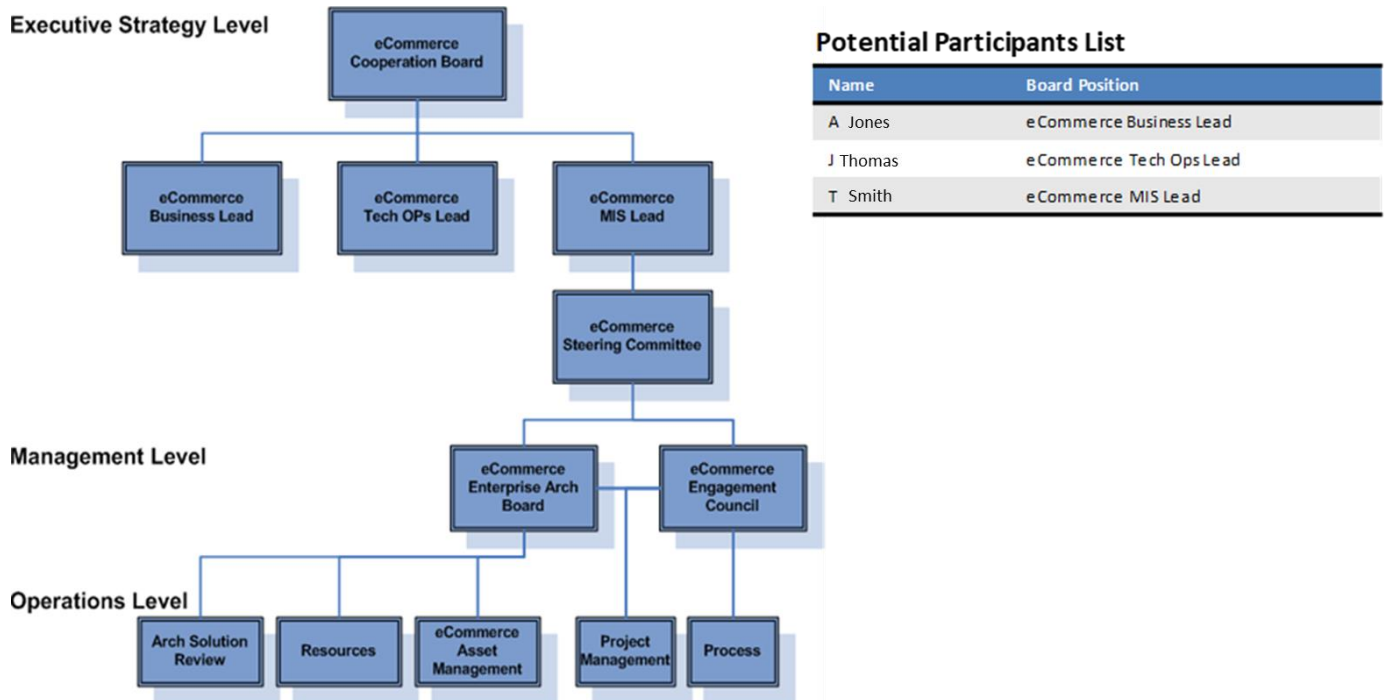 Executive Strategy Level
eCommerce
Cooperation Board
eCommerce
Business Lead
eCommerce
Tech OPs Lead
eCommerce
MIS Lead
eCommerce
Steering Committee
Management Level
eCommerce
Enterprise Arch
Board
eCommerce
Engagement
Council
Operations Level
Arch Solution
Review
Resources
eCommerce
Asset
Management
Project
Management
Process
Potential Participants List
Name Board Position
A Jones eCommerce Business Lead
J Thomas eCommerce Tech Ops Lead
T Smith eCommerce MIS Lead